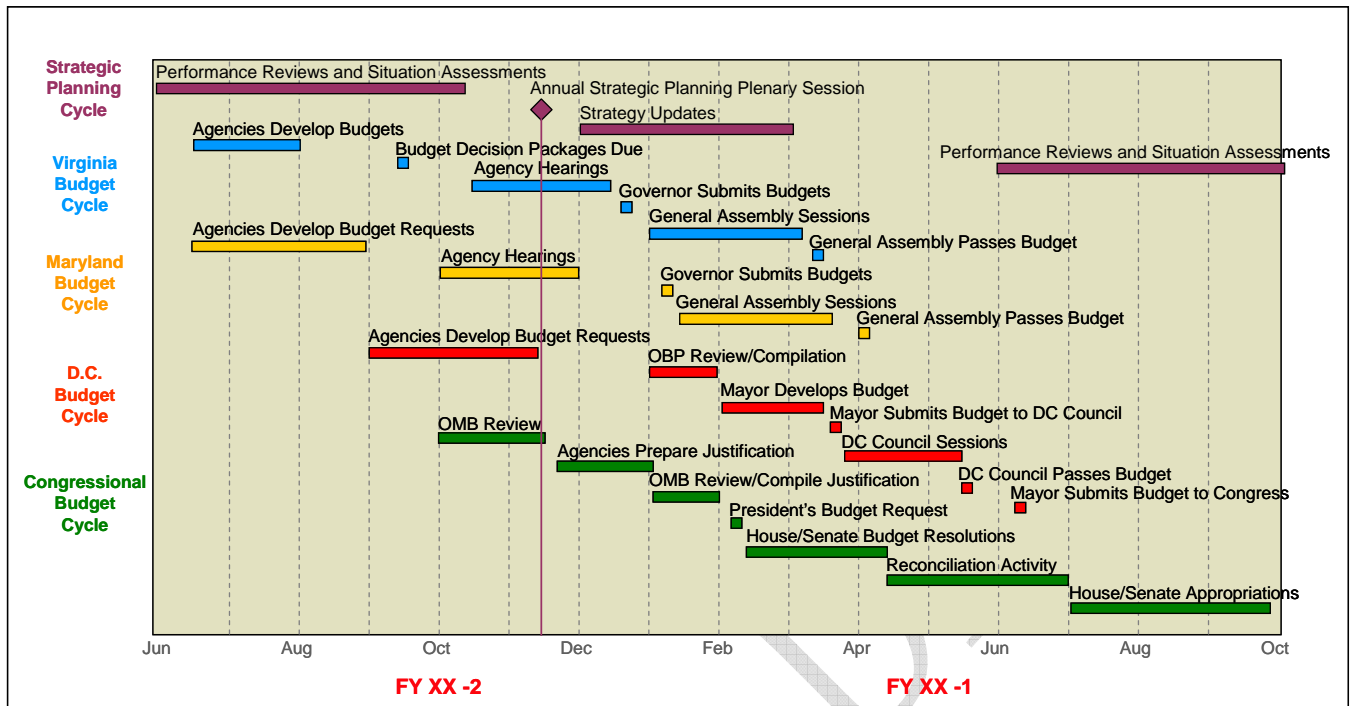 Strategic
Planning
Cycle
Performance Reviews and Situation Assessments
Annual Strategic Planning Plenary Session
Strategy Updates
Performance Reviews and Situation Assessments
Virginia
Budget
Cycle
Agencies Develop Budgets
Budget Decision Packages Due
Agency Hearings
Governor Submits Budgets
General Assembly Sessions
General Assembly Passes Budget
Maryland
Budget
Cycle
Agencies Develop Budget Requests
Agency Hearings
Governor Submits Budgets
General Assembly Sessions
General Assembly Passes Budget
D.C.
Budget
Cycle
Agencies Develop Budget Requests
OBP Review/Compilation
Mayor Develops Budget
Mayor Submits Budget to DC Council
DC Council Sessions
DC Council Passes Budget
Mayor Submits Budget to Congress
Congressional
Budget
Cycle
OMB Review
Agencies Prepare Justification
OMB Review/Compile Justification
President's Budget Request
House/Senate Budget Resolutions
Reconciliation Activity
House/Senate Appropriations
Jun Aug Oct Dec Feb Apr Jun Aug Oct
FY XX -2 FY XX -1